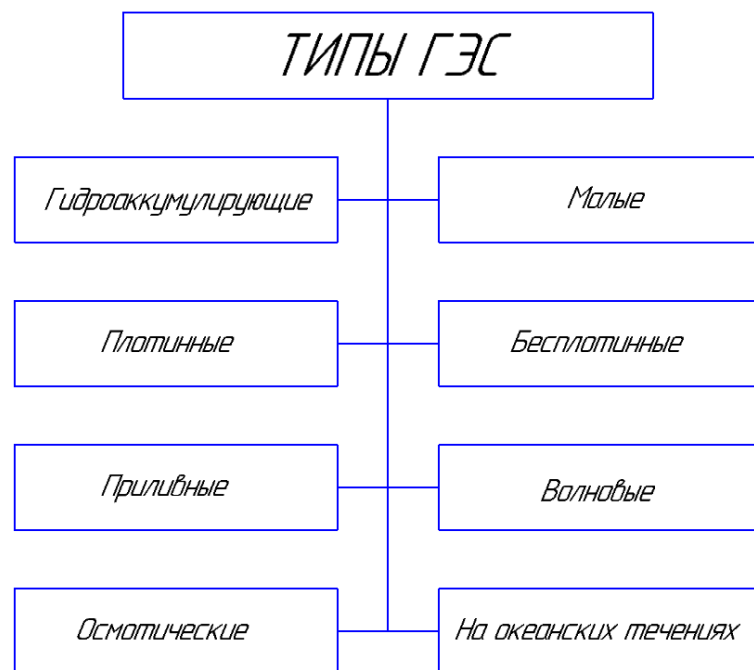 ТИПЫ ГЭС
Гидроаккумулирующие
Малые
Плотинные
Бесплотинные
Приливные
Волновые
Осмотические
На океанских течениях